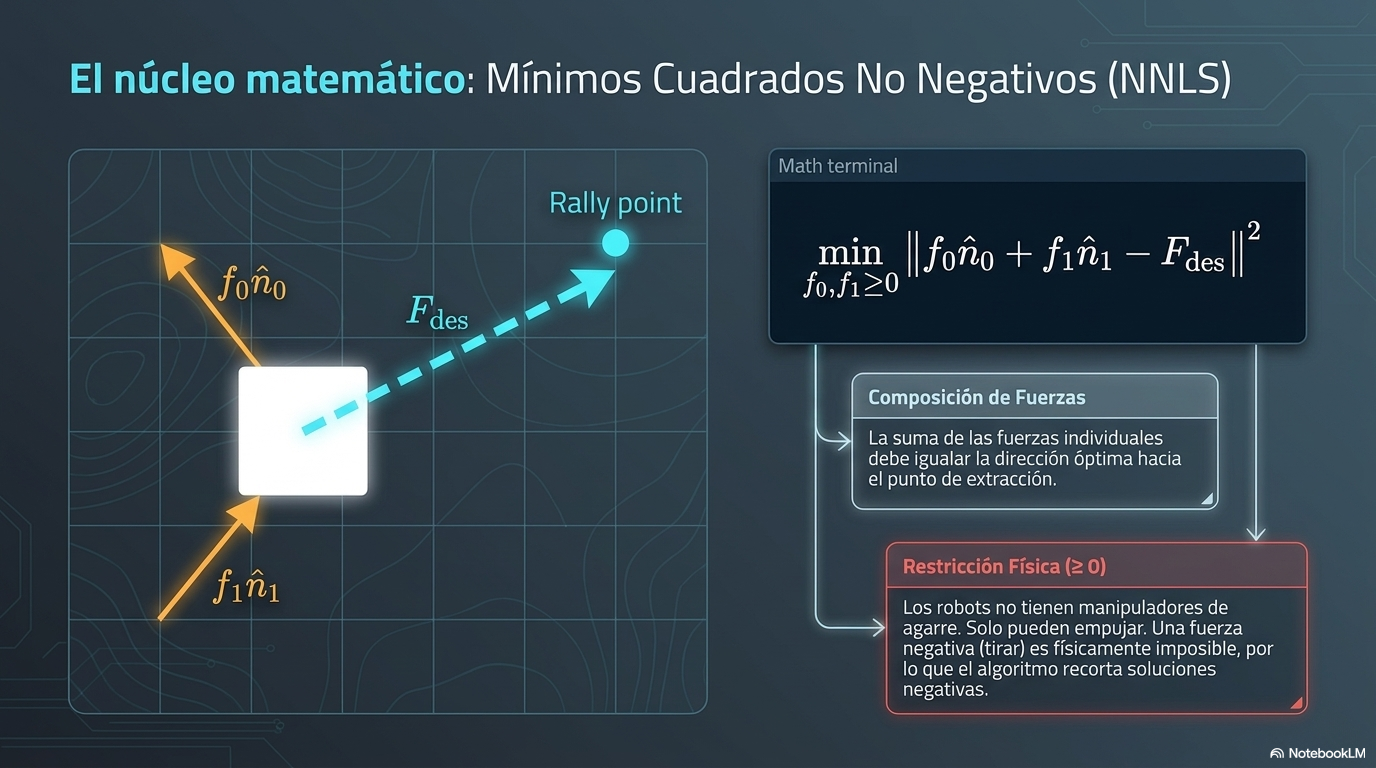 El núcleo matemático: Mínimos Cuadrados No Negativos (NNLS)
Rally point
f₀n̂₀
F_des
f₁n̂₁
Math terminal
min ‖f₀n̂₀ + f₁n̂₁ − F_des‖²
f₀,f₁≥0
Composición de Fuerzas
La suma de las fuerzas individuales
debe igualar la dirección óptima hacia
el punto de extracción.
Restricción Física (≥ 0)
Los robots no tienen manipuladores de
agarre. Solo pueden empujar. Una fuerza
negativa (tirar) es físicamente imposible, por
lo que el algoritmo recorta soluciones
negativas.
NotebookLM